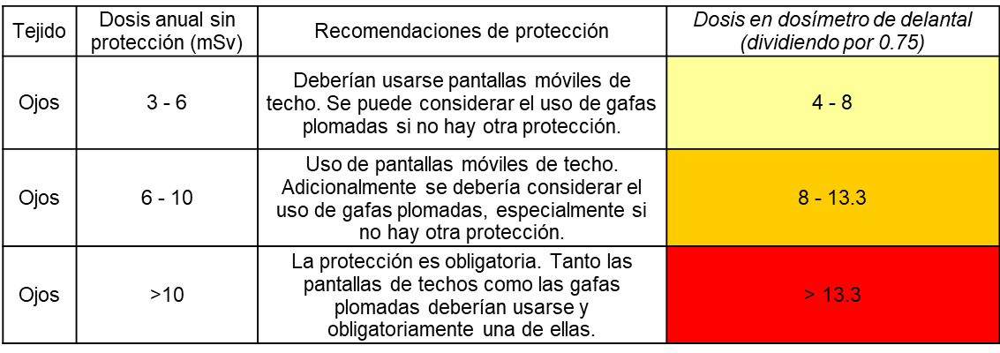 Tejido
Dosis anual sin
protección (mSv)
Recomendaciones de protección
Dosis en dosímetro de delantal
(dividiendo por 0.75)
Ojos
3 - 6
Deberían usarse pantallas móviles de
techo. Se puede considerar el uso de gafas
plomadas si no hay otra protección.
4 - 8
Ojos
6 - 10
Uso de pantallas móviles de techo.
Adicionalmente se debería considerar el
uso de gafas plomadas, especialmente si
no hay otra protección.
8 - 13.3
Ojos
>10
La protección es obligatoria. Tanto las
pantallas de techos como las gafas
plomadas deberían usarse y
obligatoriamente una de ellas.
> 13.3